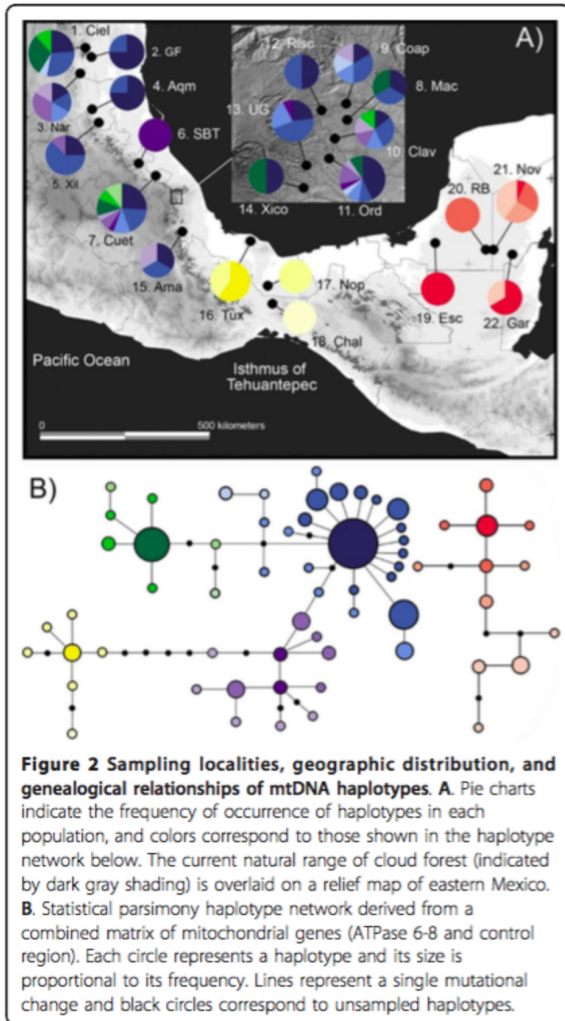 A)
1. Ciel
2. GF
12. Risc
9. Coap
4. Aqm
8. Mac
3. Nar
6. SBT
13. UG
10. Clav
21. Nov
5. Xil
20. RB
14. Xico
11. Ord
7. Cuet
17. Nop
15. Ama
16. Tux
19. Esc
22. Gar
18. Chal
Pacific Ocean
Isthmus of
Tehuantepec
0 500 kilometers
B)
Figure 2 Sampling localities, geographic distribution, and
genealogical relationships of mtDNA haplotypes. A. Pie charts
indicate the frequency of occurrence of haplotypes in each
population, and colors correspond to those shown in the haplotype
network below. The current natural range of cloud forest (indicated
by dark gray shading) is overlaid on a relief map of eastern Mexico.
B. Statistical parsimony haplotype network derived from a
combined matrix of mitochondrial genes (ATPase 6-8 and control
region). Each circle represents a haplotype and its size is
proportional to its frequency. Lines represent a single mutational
change and black circles correspond to unsampled haplotypes.